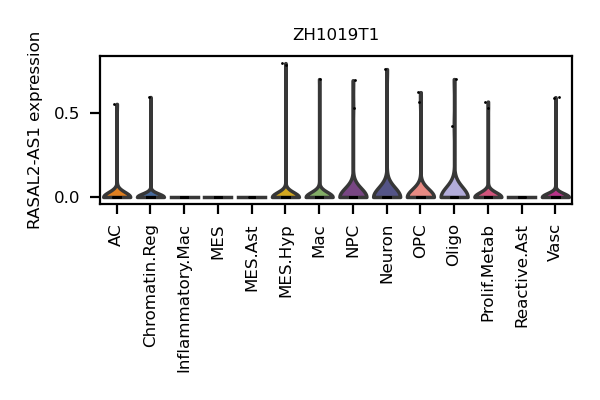 ZH1019T1
RASAL2-AS1 expression
0.5
0.0
AC
Chromatin.Reg
Inflammatory.Mac
MES
MES.Ast
MES.Hyp
Mac
NPC
Neuron
OPC
Oligo
Prolif.Metab
Reactive.Ast
Vasc